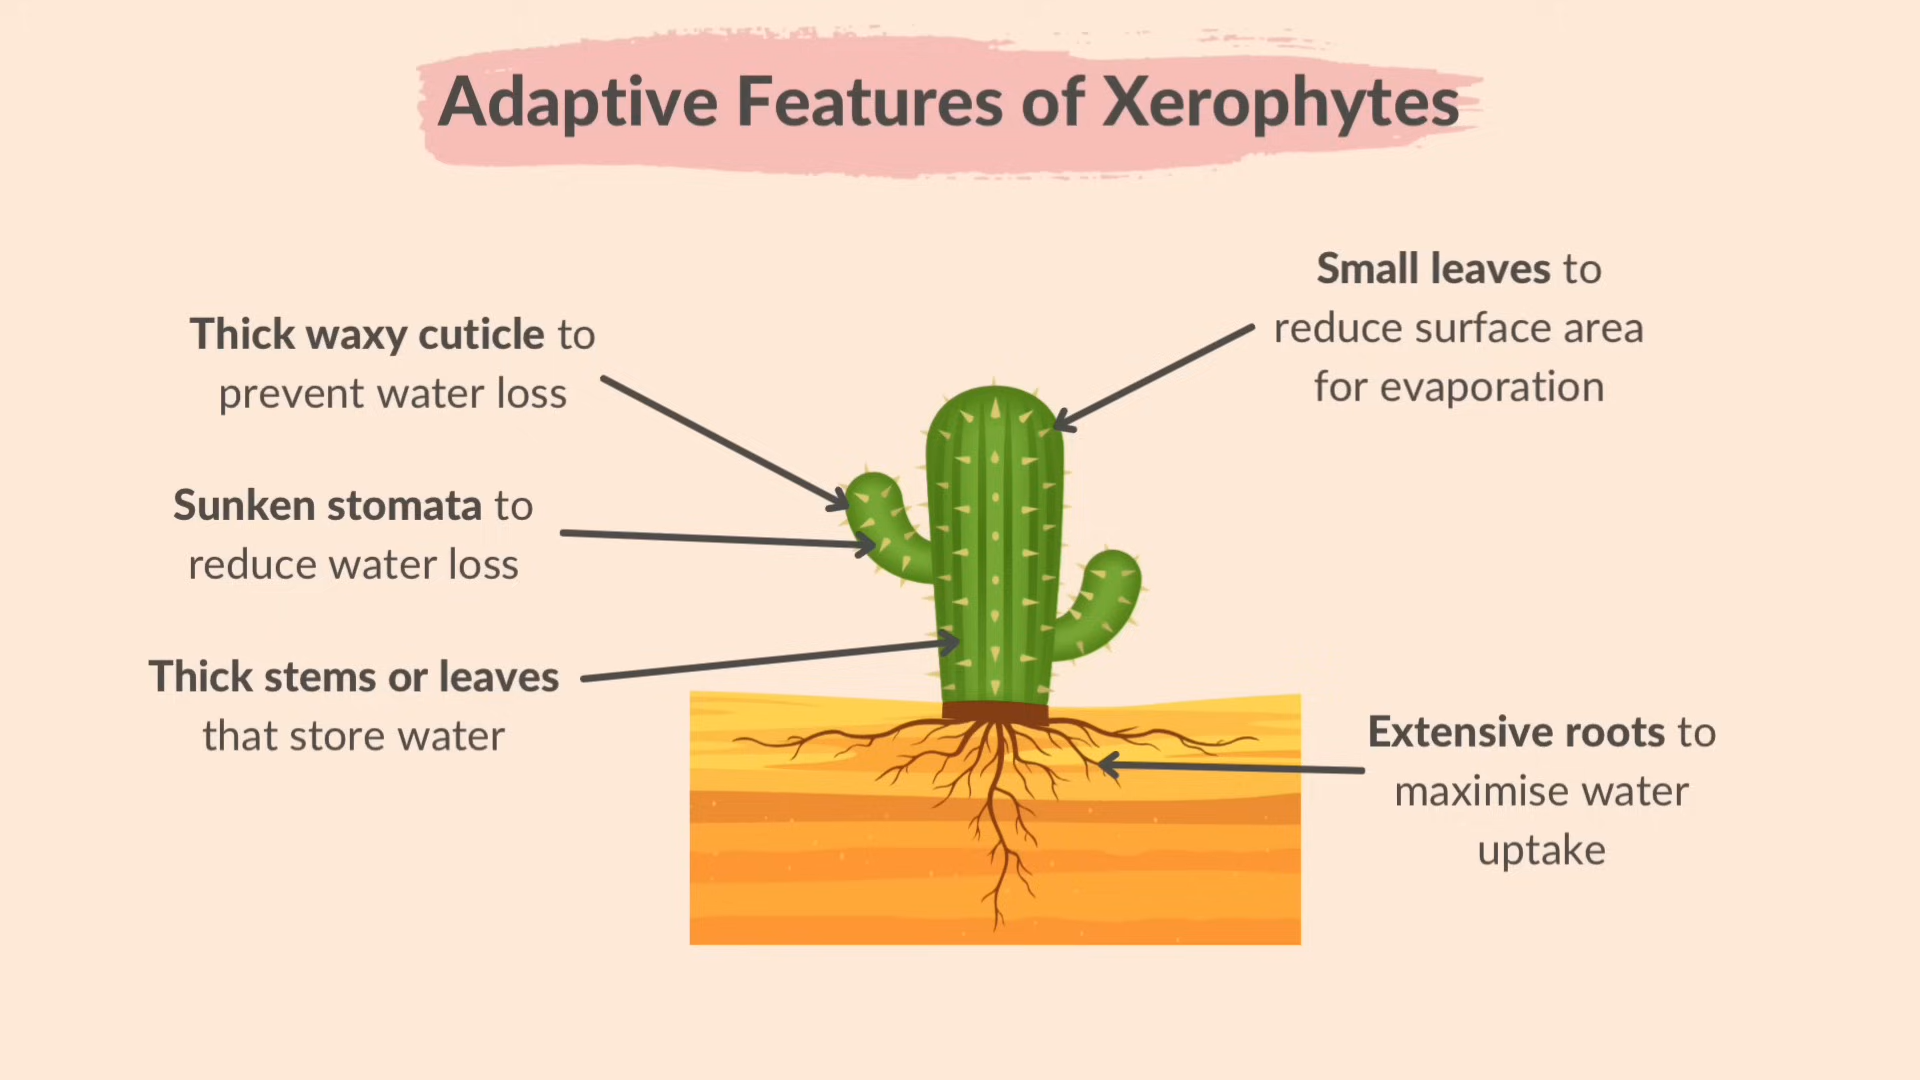 Adaptive Features of Xerophytes
Thick waxy cuticle to
prevent water loss
Sunken stomata to
reduce water loss
Thick stems or leaves
that store water
Small leaves to
reduce surface area
for evaporation
Extensive roots to
maximise water
uptake